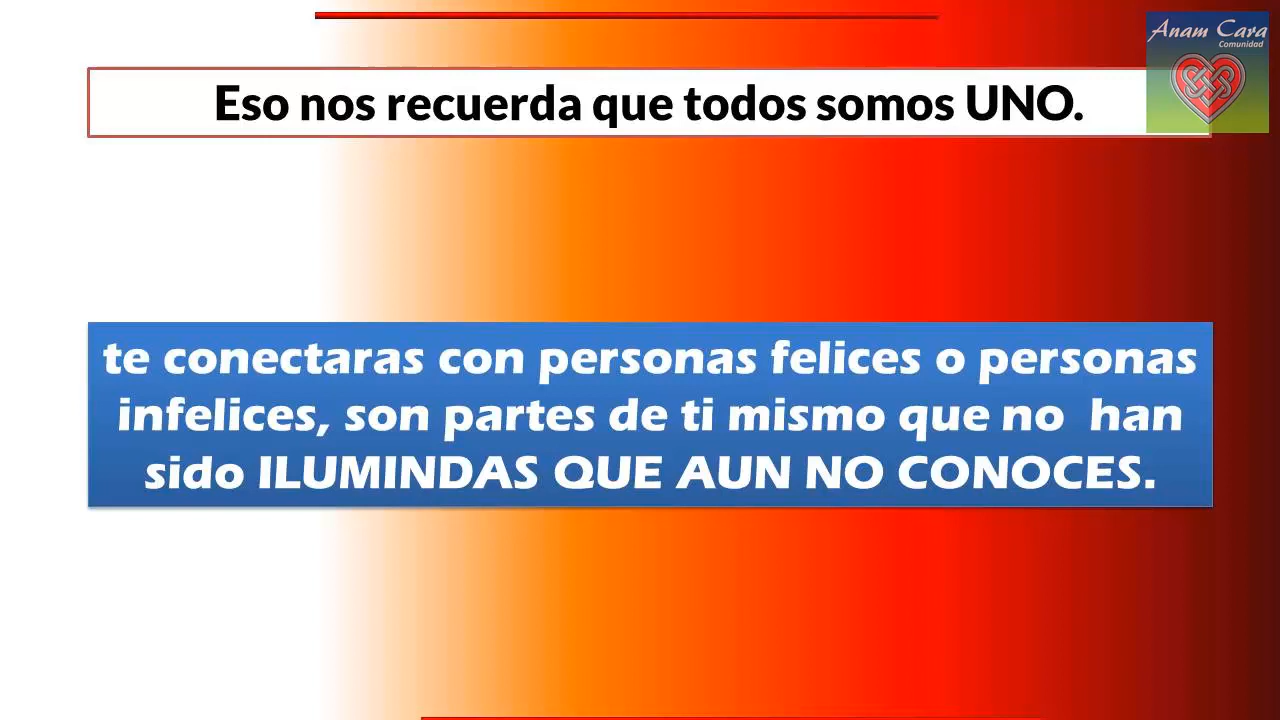 Anam Cara
Comunidad
Eso nos recuerda que todos somos UNO.
te conectaras con personas felices o personas
infelices, son partes de ti mismo que no  han
sido ILUMINDAS QUE AUN NO CONOCES.